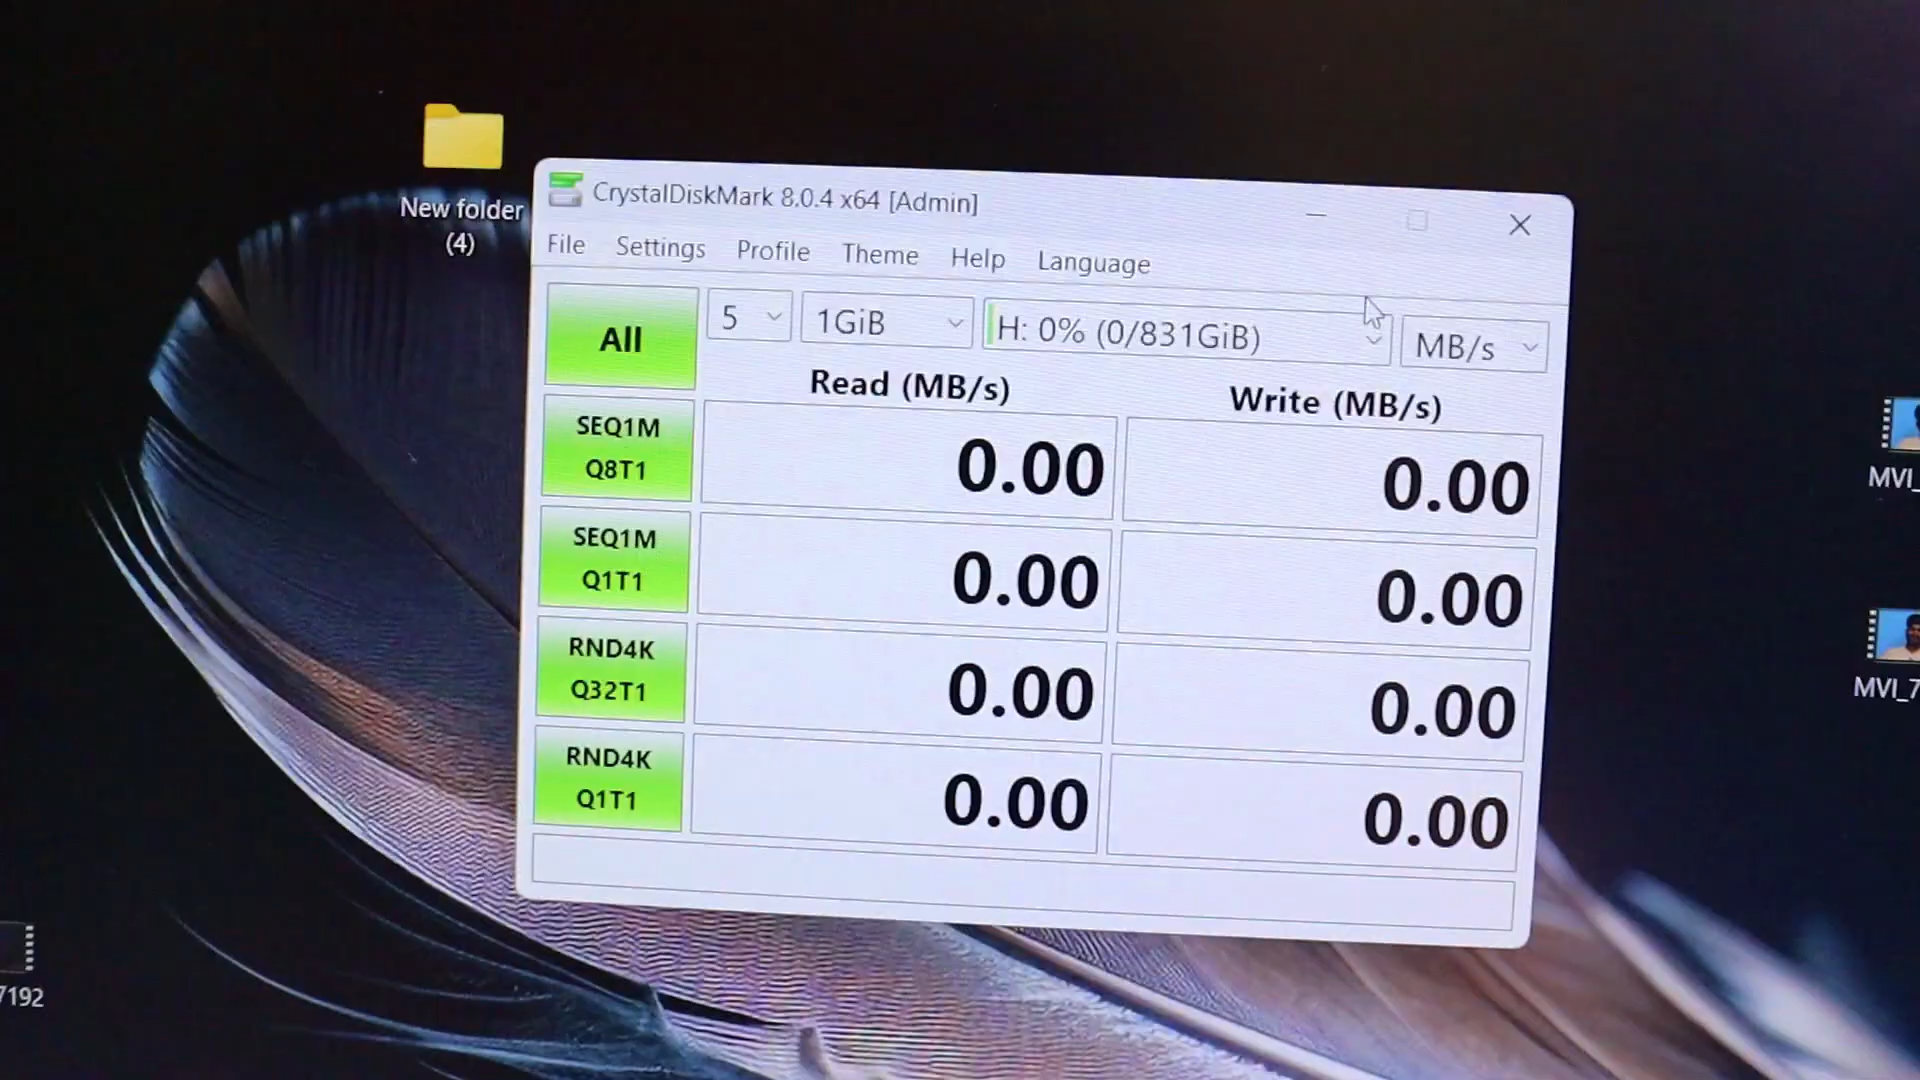 New folder
(4)
CrystalDiskMark 8.0.4 x64 [Admin]
File Settings Profile Theme Help Language
All 5 1GiB H: 0% (0/831GiB) MB/s
Read (MB/s) Write (MB/s)
SEQ1M
Q8T1
0.00 0.00
SEQ1M
Q1T1
0.00 0.00
RND4K
Q32T1
0.00 0.00
RND4K
Q1T1
0.00 0.00
MVI_
MVI_7
7192